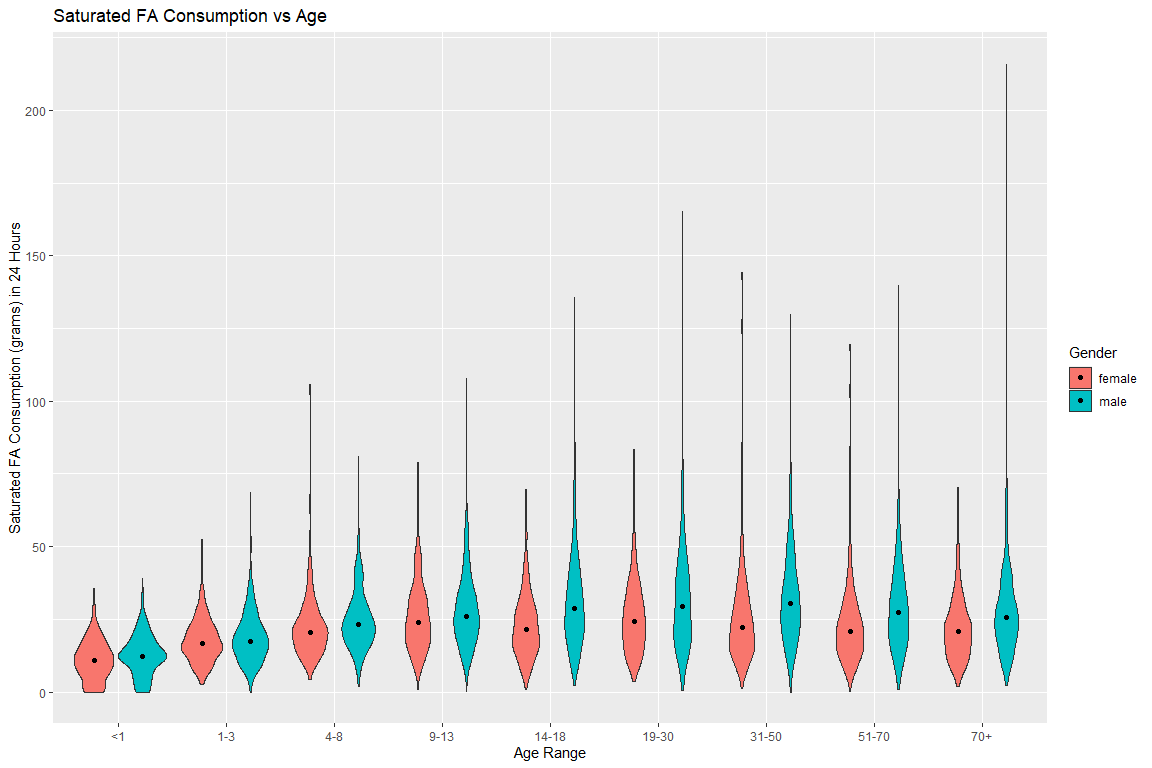 Saturated FA Consumption vs Age
Saturated FA Consumption (grams) in 24 Hours
200
150
100
50
0
<1 1-3 4-8 9-13 14-18 19-30 31-50 51-70 70+
Age Range
Gender
female
male